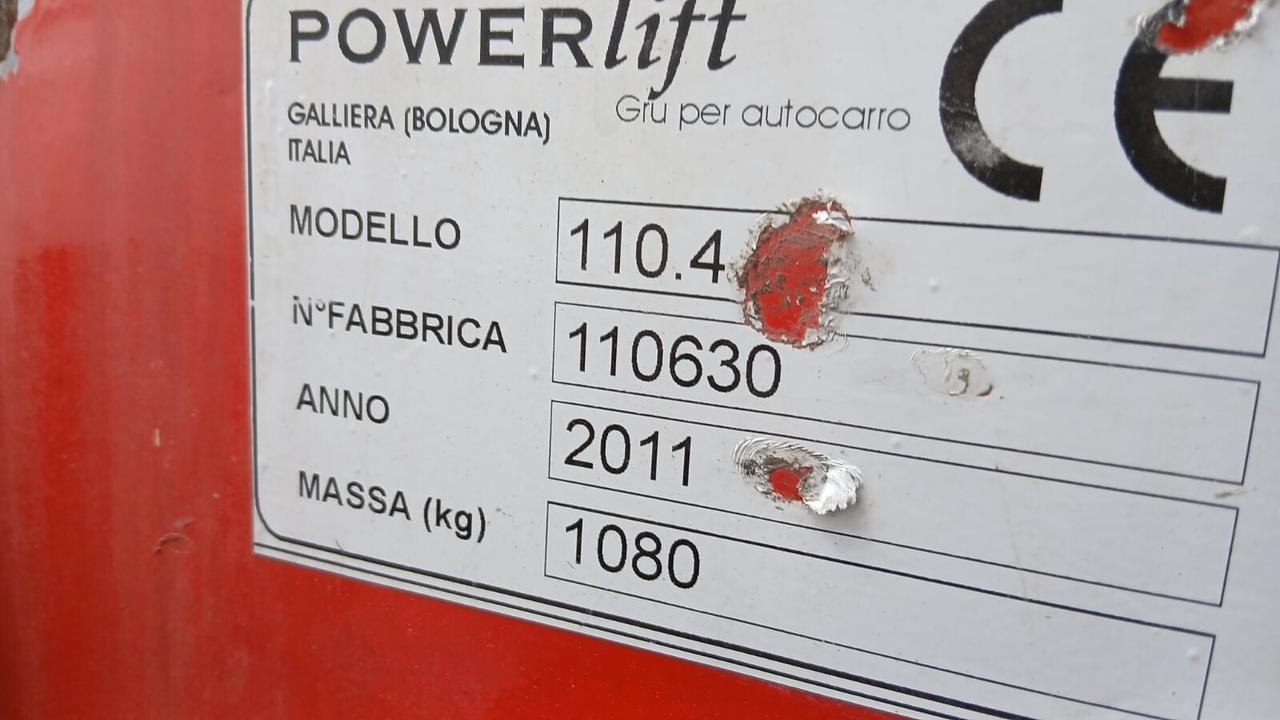 POWERlift
Gru per autocarro
GALLIERA (BOLOGNA)
ITALIA
CE
MODELLO 110.4
N°FABBRICA 110630
ANNO 2011
MASSA (kg) 1080